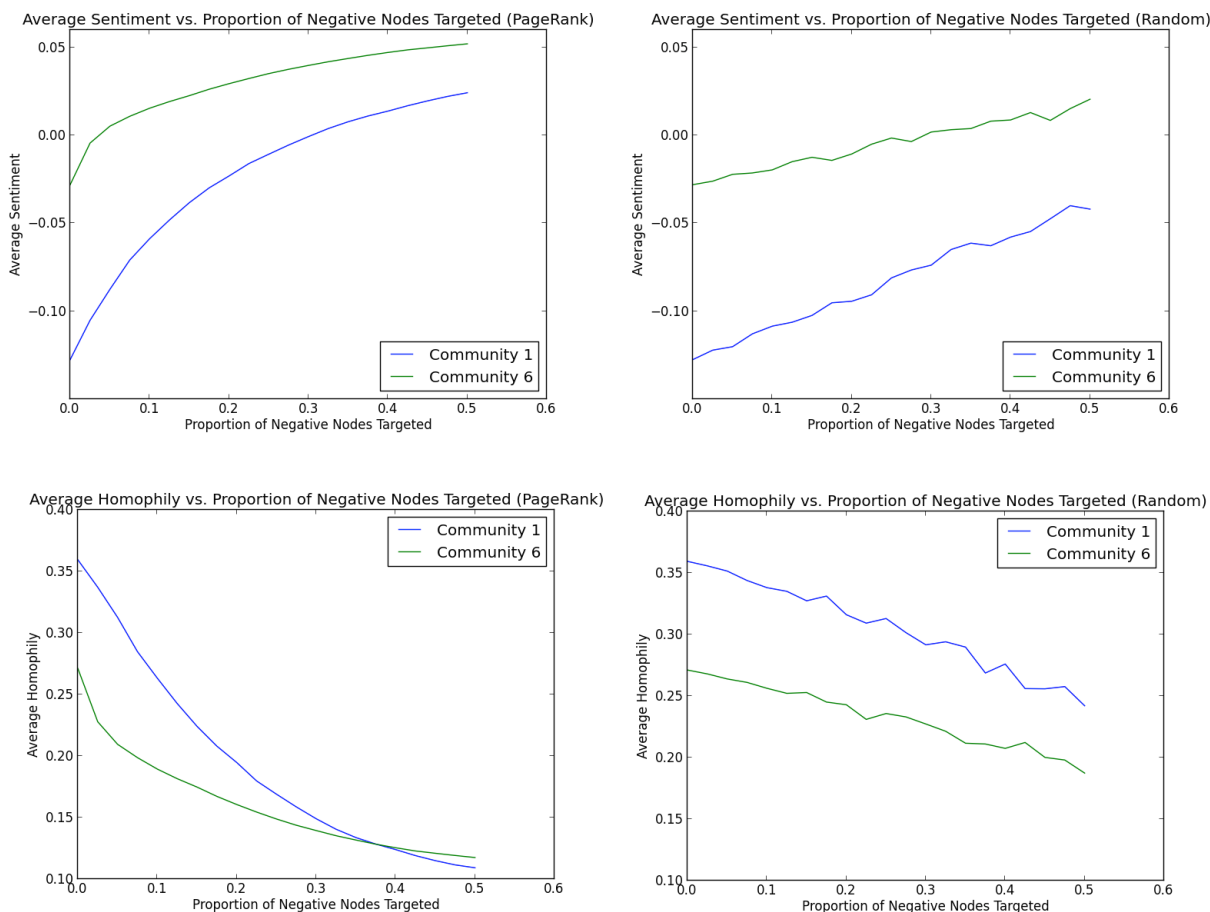 Average Sentiment vs. Proportion of Negative Nodes Targeted (PageRank)
0.05
0.00
−0.05
−0.10
Average Sentiment
Community 1
Community 6
0.0 0.1 0.2 0.3 0.4 0.5 0.6
Proportion of Negative Nodes Targeted
Average Sentiment vs. Proportion of Negative Nodes Targeted (Random)
0.05
0.00
−0.05
−0.10
Average Sentiment
Community 1
Community 6
0.0 0.1 0.2 0.3 0.4 0.5 0.6
Proportion of Negative Nodes Targeted
Average Homophily vs. Proportion of Negative Nodes Targeted (PageRank)
0.40
0.35
0.30
0.25
0.20
0.15
0.10
Average Homophily
Community 1
Community 6
0.0 0.1 0.2 0.3 0.4 0.5 0.6
Proportion of Negative Nodes Targeted
Average Homophily vs. Proportion of Negative Nodes Targeted (Random)
0.40
0.35
0.30
0.25
0.20
0.15
0.10
Average Homophily
Community 1
Community 6
0.0 0.1 0.2 0.3 0.4 0.5 0.6
Proportion of Negative Nodes Targeted